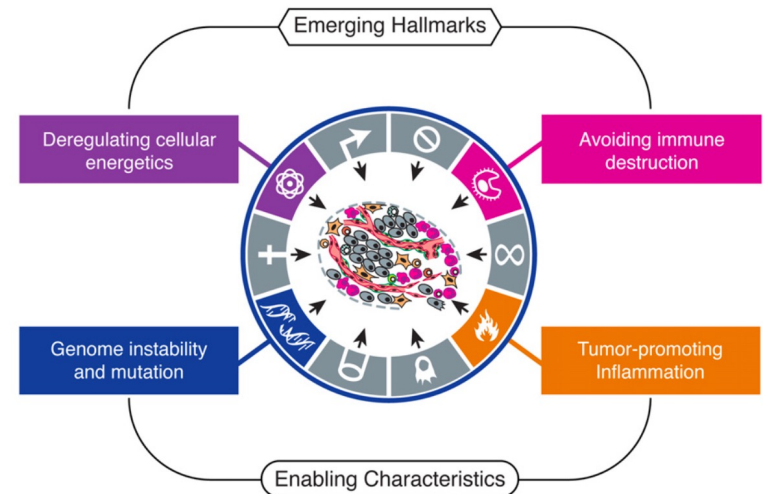 Emerging Hallmarks
Deregulating cellular
energetics
Avoiding immune
destruction
Genome instability
and mutation
Tumor-promoting
Inflammation
Enabling Characteristics